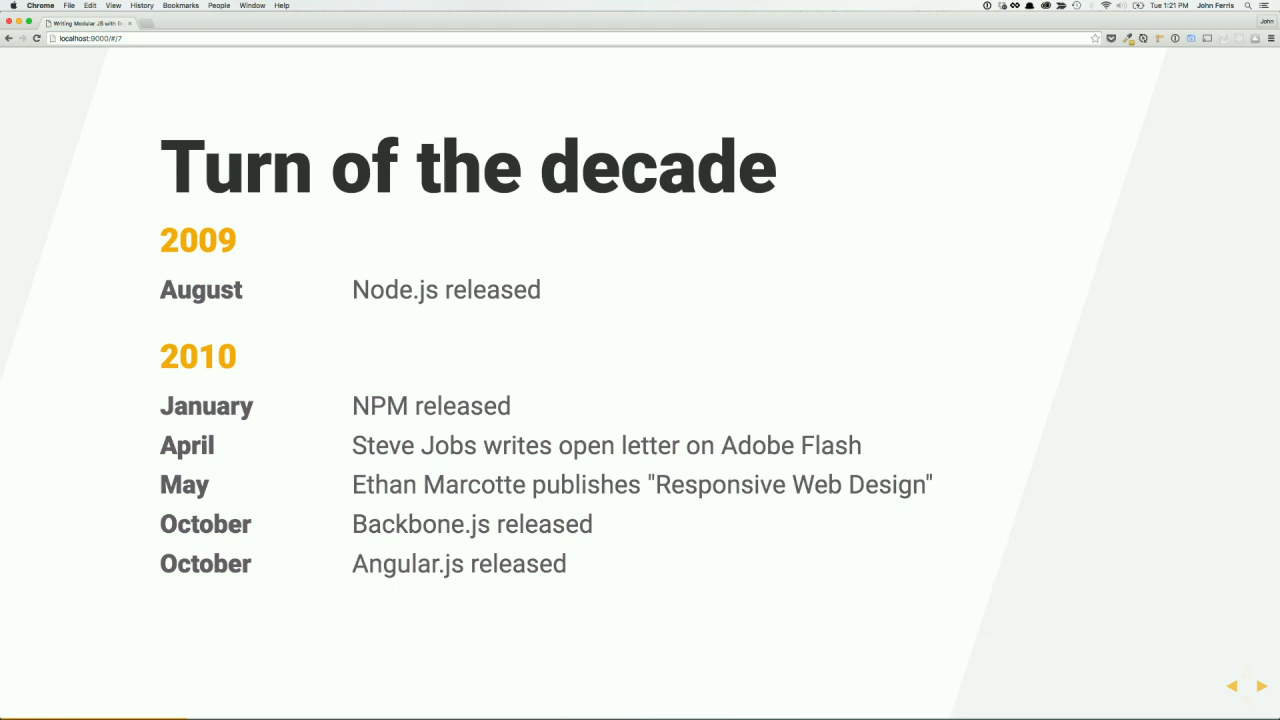 Chrome File Edit View History Bookmarks People Window Help Tue 1:21 PM John Ferris
Writing Modular JS with B
John
localhost:9000/#/7
Turn of the decade
2009
August Node.js released
2010
January NPM released
April Steve Jobs writes open letter on Adobe Flash
May Ethan Marcotte publishes "Responsive Web Design"
October Backbone.js released
October Angular.js released